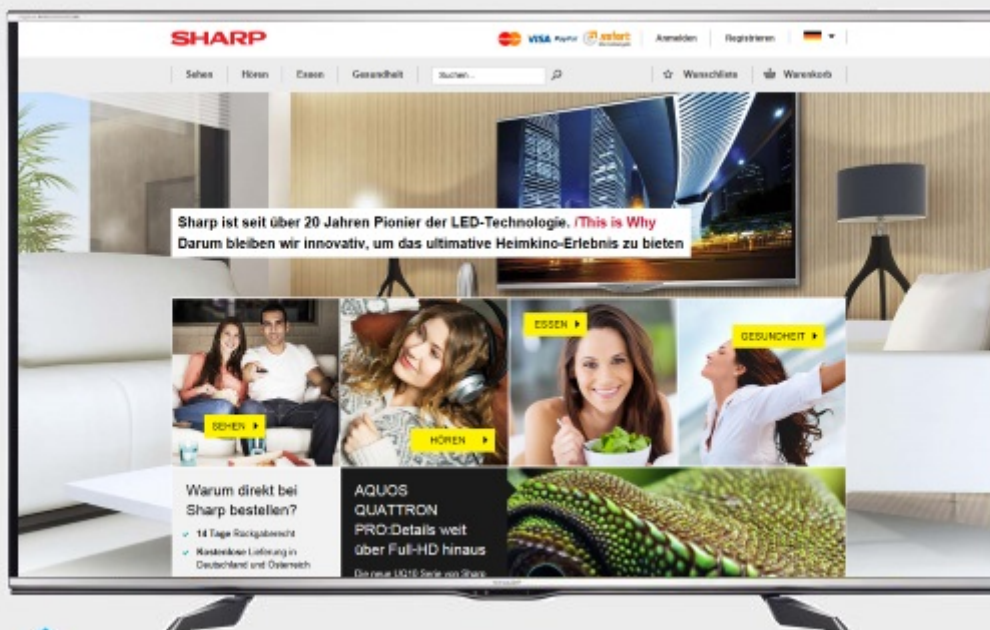 SHARP
VISA PayPal sofort Anmelden Registrieren
Sehen Hören Essen Gesundheit Suchen... Wunschliste Warenkorb
Sharp ist seit über 20 Jahren Pionier der LED-Technologie. /This is Why
Darum bleiben wir innovativ, um das ultimative Heimkino-Erlebnis zu bieten
ESSEN
GESUNDHEIT
SEHEN
HÖREN
Warum direkt bei
Sharp bestellen?
14 Tage Rückgaberecht
Kostenlose Lieferung in
Deutschland und Österreich
AQUOS
QUATTRON
PRO:Details weit
über Full-HD hinaus
Die neue UQ10 Serie von Sharp